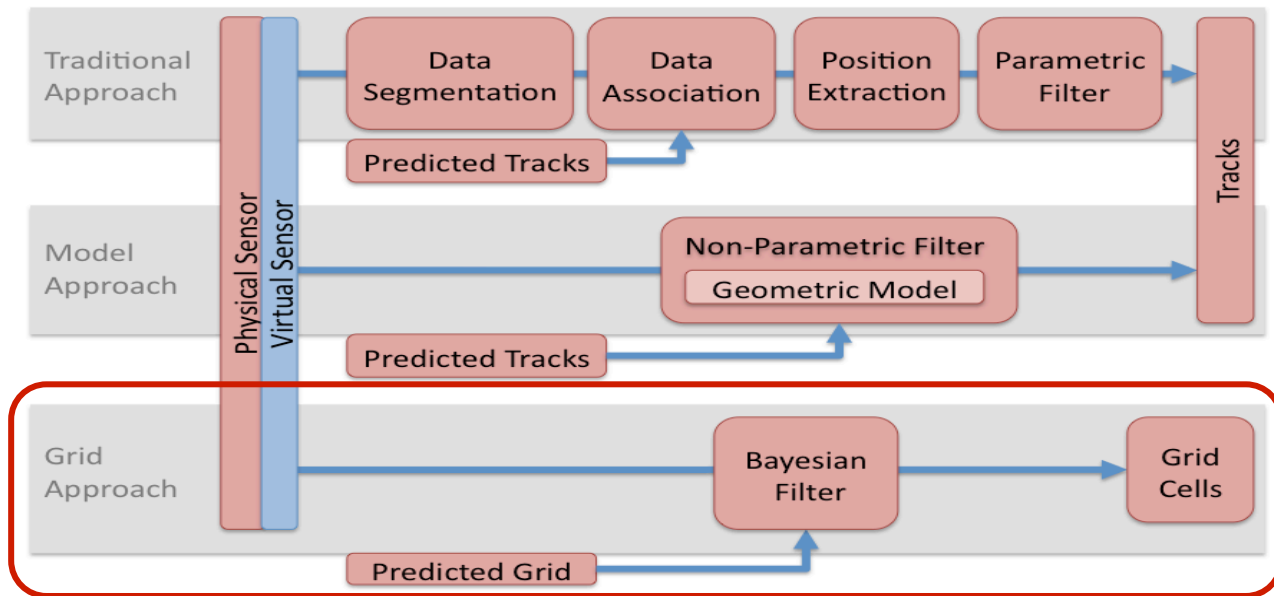 Traditional
Approach
Data
Segmentation
Data
Association
Position
Extraction
Parametric
Filter
Predicted Tracks
Physical Sensor
Virtual Sensor
Tracks
Model
Approach
Non-Parametric Filter
Geometric Model
Predicted Tracks
Grid
Approach
Bayesian
Filter
Grid
Cells
Predicted Grid